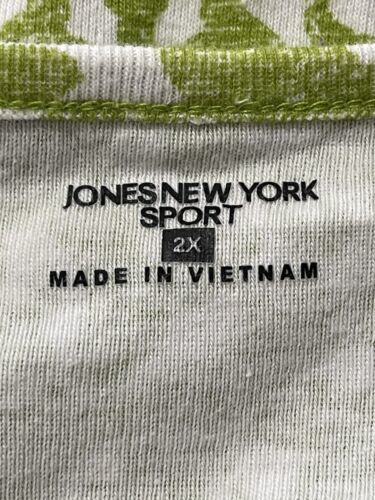 JONES NEW YORK
SPORT
2X
MADE IN VIETNAM